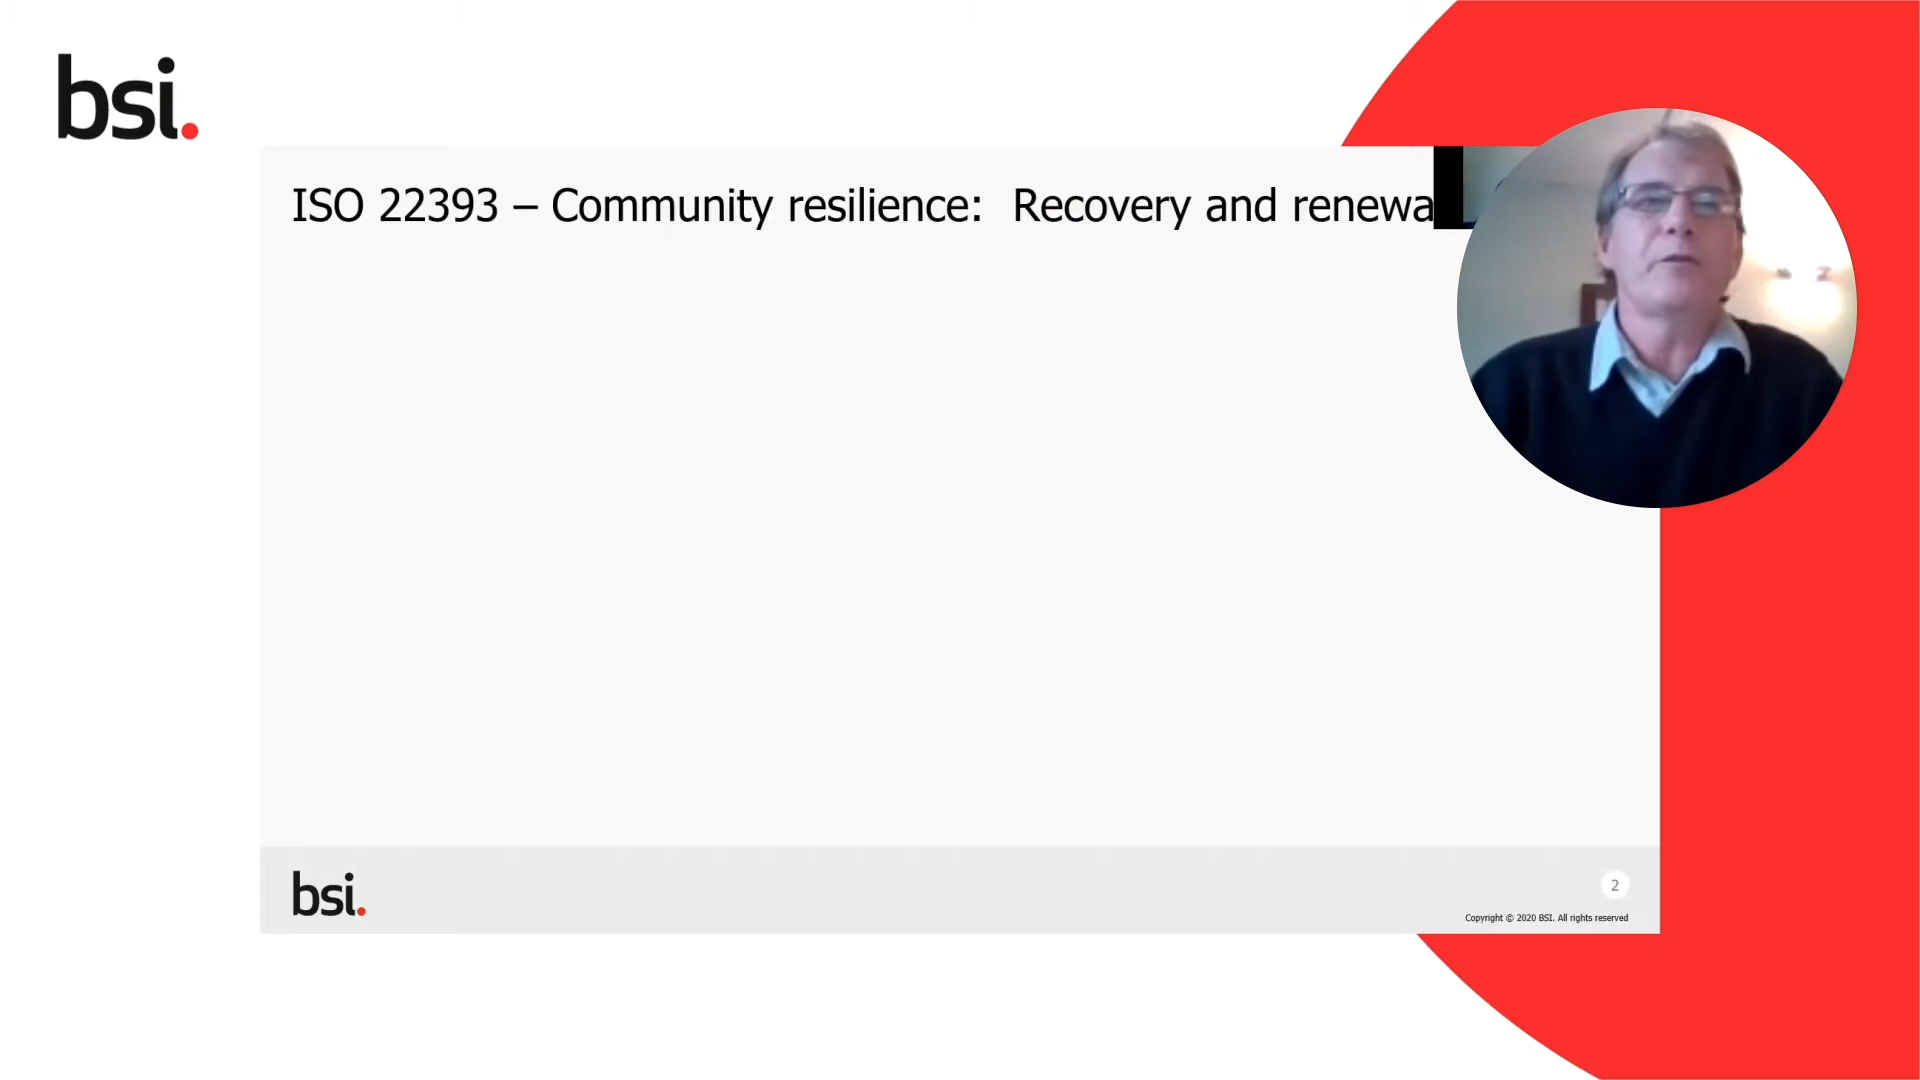 bsi.
ISO 22393 – Community resilience: Recovery and renewa
bsi.
2
Copyright © 2020 BSI. All rights reserved